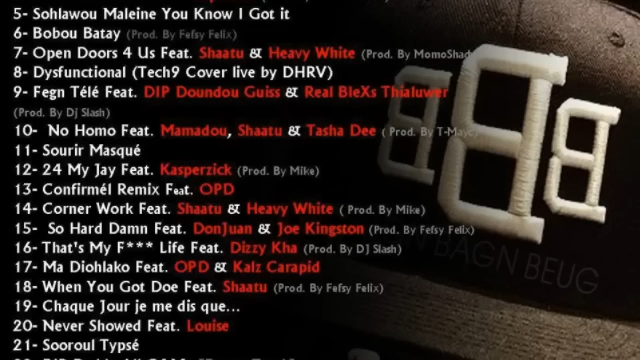 5- Sohlawou Maleine You Know I Got it
6- Bobou Batay (Prod. By Fefsy Felix)
7- Open Doors 4 Us Feat. Shaatu & Heavy White (Prod. By MomoShad
8- Dysfunctional (Tech9 Cover live by DHRV)
9- Fegn Télé Feat. DIP Doundou Guiss & Real BleXs Thialuwer
(Prod. By DJ Slash)
10- No Homo Feat. Mamadou, Shaatu & Tasha Dee ( Prod. By T-Mayd)
11- Sourir Masqué
12- 24 My Jay Feat. Kasperzick (Prod. By Mike)
13- Confirmél Remix Feat. OPD
14- Corner Work Feat. Shaatu & Heavy White ( Prod. By Mike)
15- So Hard Damn Feat. DonJuan & Joe Kingston (Prod. By Fefsy Felix)
16- That's My F*** Life Feat. Dizzy Kha (Prod. By DJ Slash)
17- Ma Diohlako Feat. OPD & Kalz Carapid
18- When You Got Doe Feat. Shaatu (Prod. By Fefsy Felix)
19- Chaque Jour je me dis que...
20- Never Showed Feat. Louise
21- Sooroul Typsé
888
BAGN BEUG